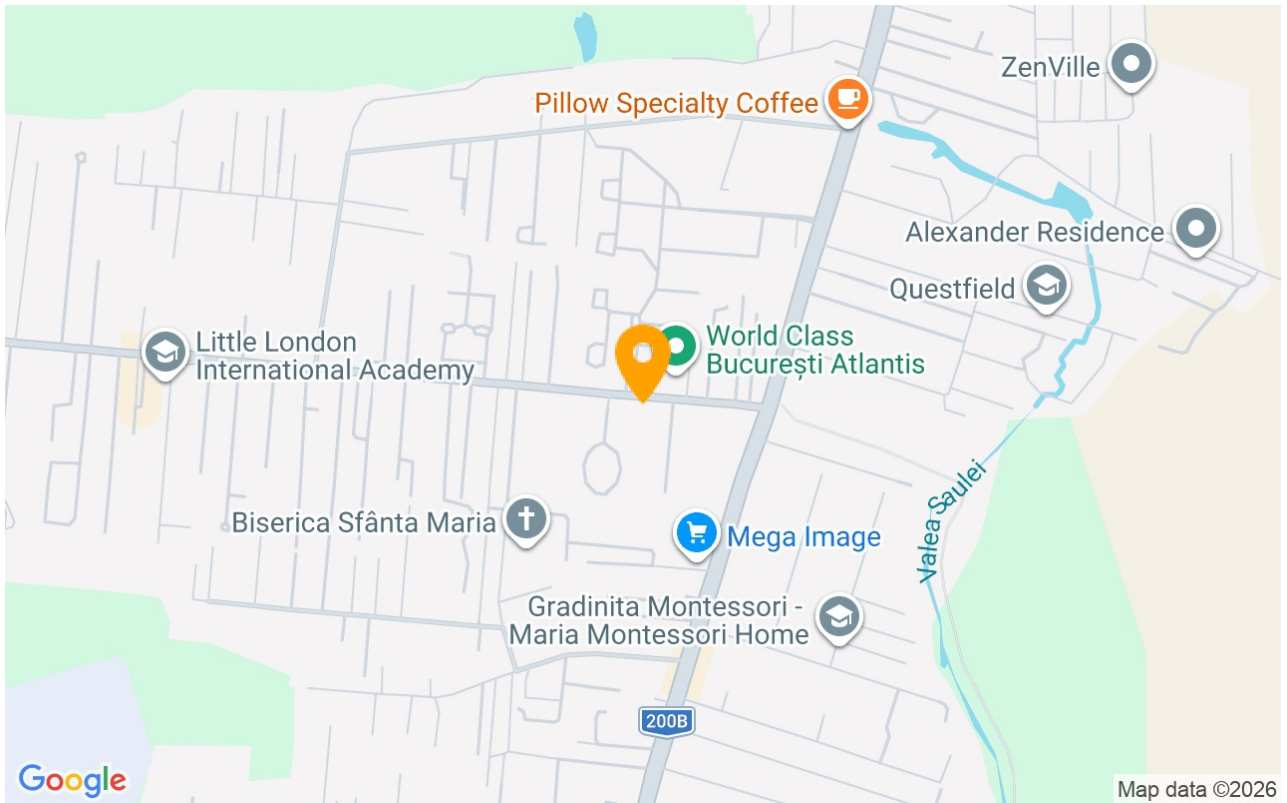 ZenVille
Pillow Specialty Coffee
Alexander Residence
Questfield
World Class
București Atlantis
Little London
International Academy
Valea Saulei
Biserica Sfânta Maria
Mega Image
Gradinita Montessori -
Maria Montessori Home
200B
Google
Map data ©2026